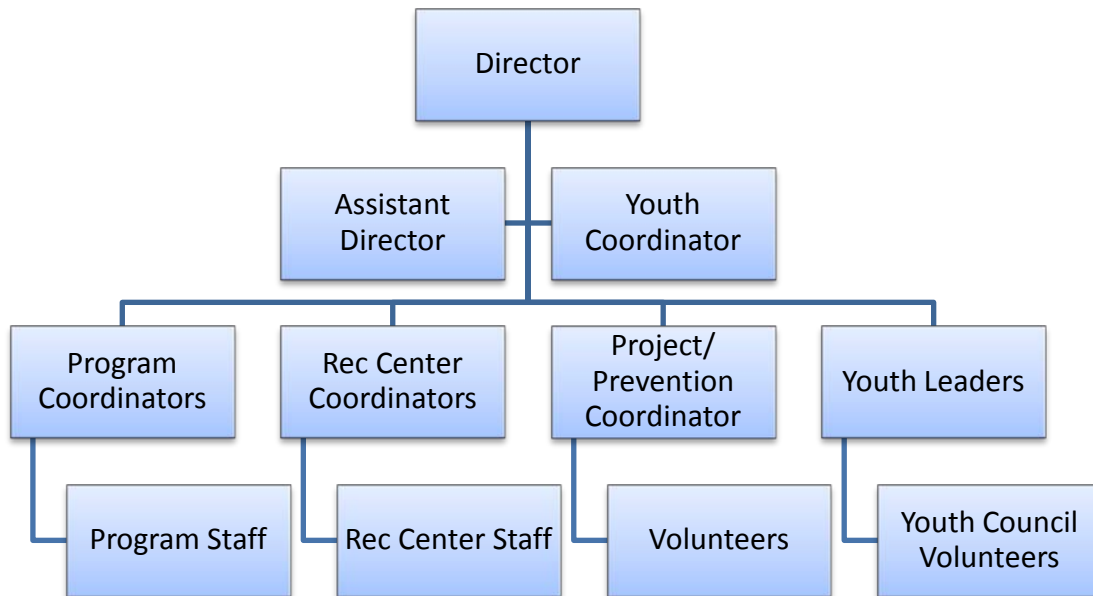 Director
Assistant
Director
Youth
Coordinator
Program
Coordinators
Rec Center
Coordinators
Project/
Prevention
Coordinator
Youth Leaders
Program Staff
Rec Center Staff
Volunteers
Youth Council
Volunteers